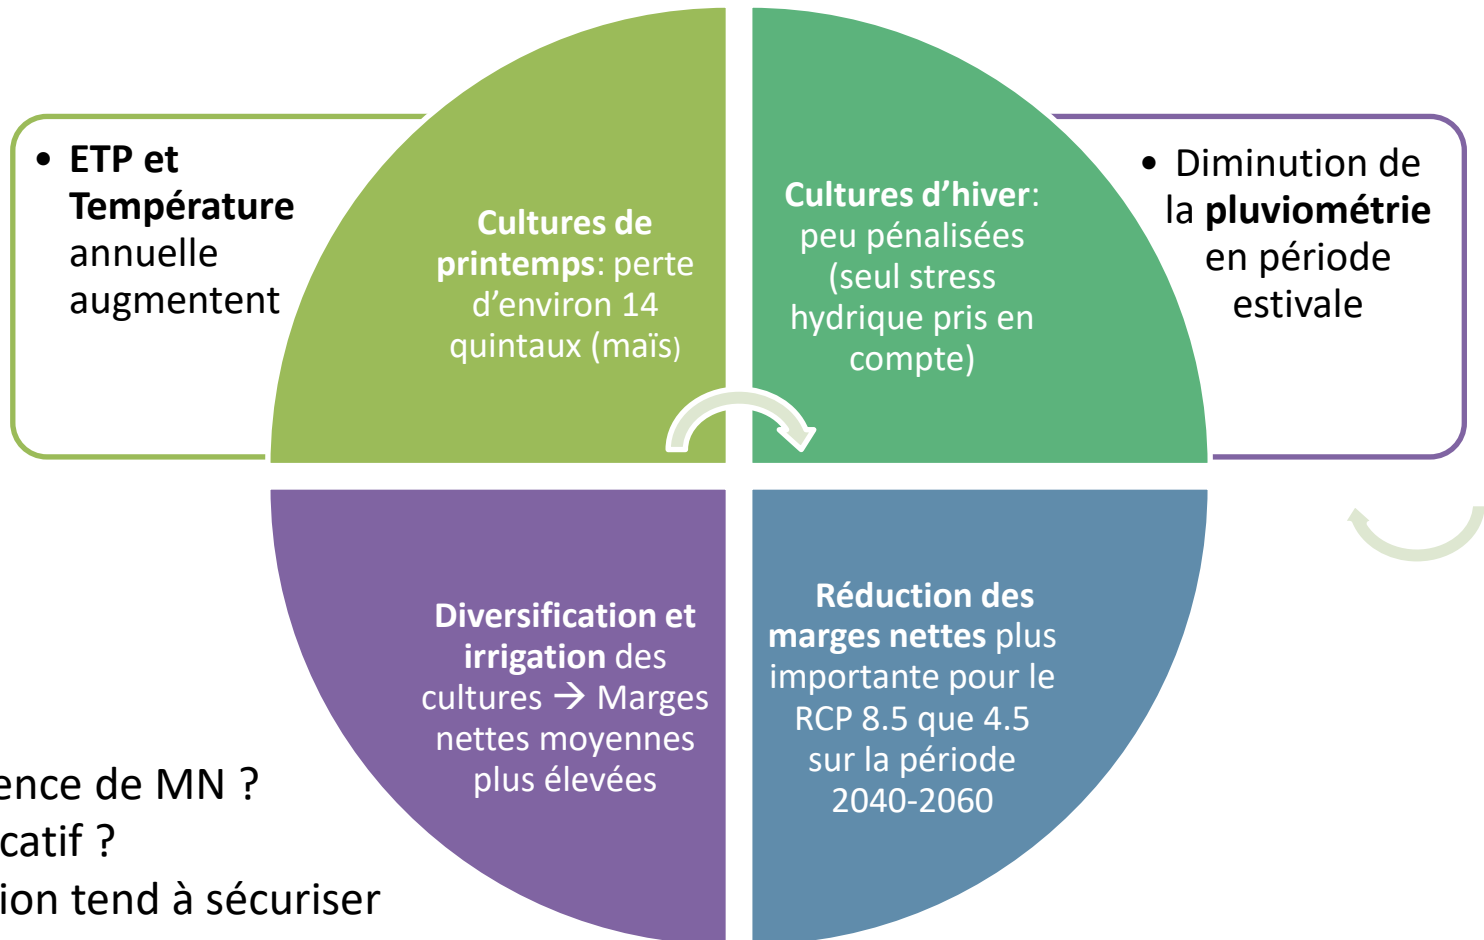 • ETP et
Température
annuelle
augmentent
Cultures de
printemps: perte
d’environ 14
quintaux (maïs)
Cultures d’hiver:
peu pénalisées
(seul stress
hydrique pris en
compte)
• Diminution de
la pluviométrie
en période
estivale
Diversification et
irrigation des
cultures → Marges
nettes moyennes
plus élevées
Réduction des
marges nettes plus
importante pour le
RCP 8.5 que 4.5
sur la période
2040-2060
ence de MN ?
catif ?
ion tend à sécuriser